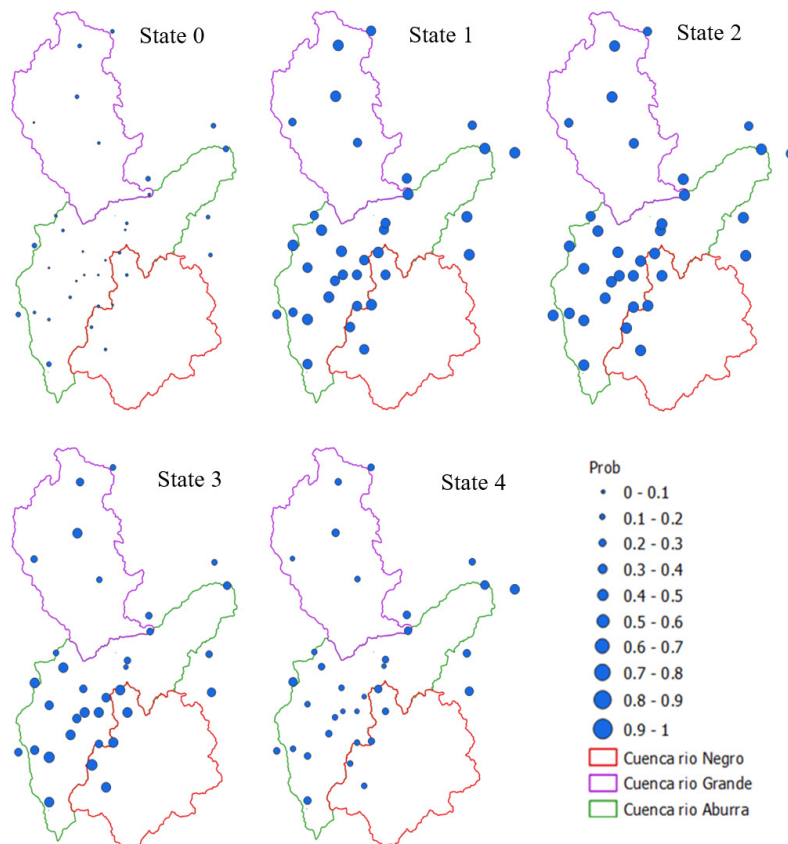 State 0
State 1
State 2
State 3
State 4
Prob
0 - 0.1
0.1 - 0.2
0.2 - 0.3
0.3 - 0.4
0.4 - 0.5
0.5 - 0.6
0.6 - 0.7
0.7 - 0.8
0.8 - 0.9
0.9 - 1
Cuenca rio Negro
Cuenca rio Grande
Cuenca rio Aburra